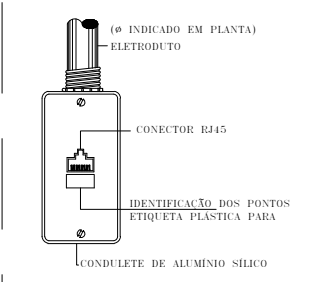 (ø INDICADO EM PLANTA)
ELETRODUTO
CONECTOR RJ45
IDENTIFICAÇÃO DOS PONTOS
ETIQUETA PLÁSTICA PARA
CONDULETE DE ALUMÍNIO SÍLICO